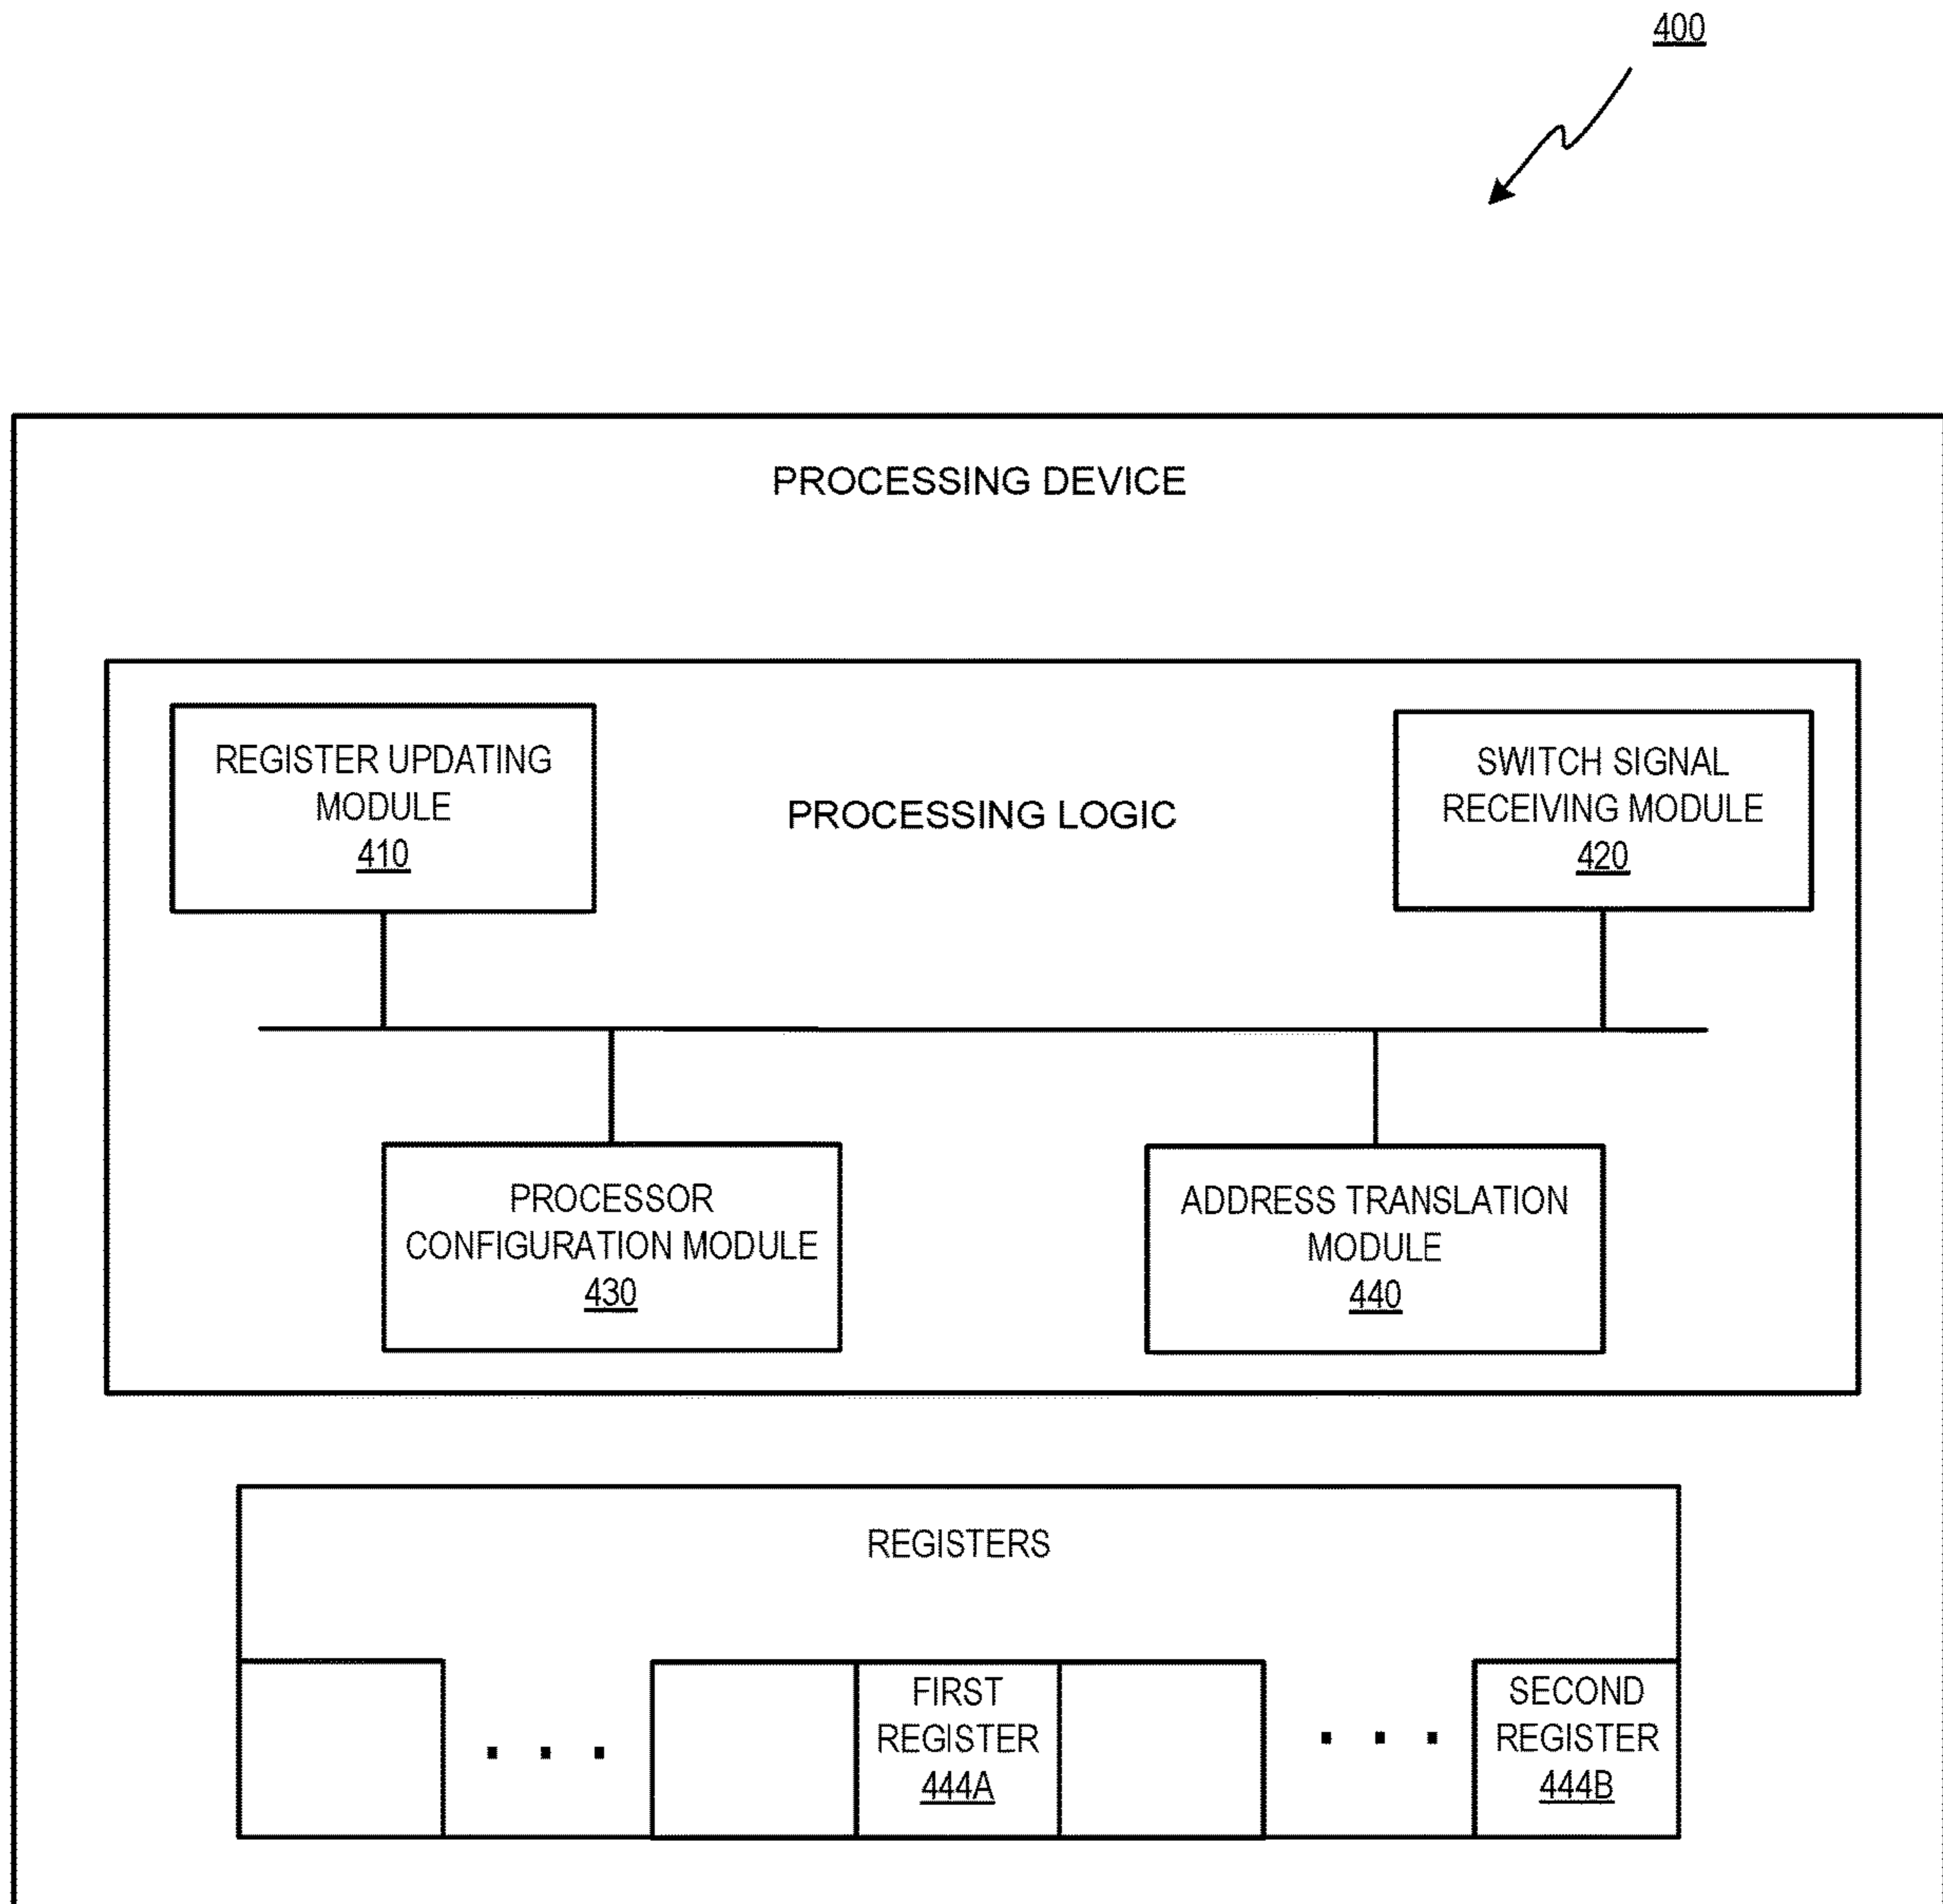 400
PROCESSING DEVICE
REGISTER UPDATING
MODULE
410
PROCESSING LOGIC
SWITCH SIGNAL
RECEIVING MODULE
420
PROCESSOR
CONFIGURATION MODULE
430
ADDRESS TRANSLATION
MODULE
440
REGISTERS
FIRST
REGISTER
444A
SECOND
REGISTER
444B